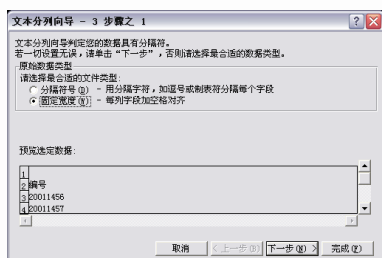 文本分列向导 - 3 步骤之 1
文本分列向导判定您的数据具有分隔符。
若一切设置无误，请单击“下一步”，否则请选择最合适的数据类型。
原始数据类型
请选择最合适的文件类型:
分隔符号(D) - 用分隔字符，如逗号或制表符分隔每个字段
固定宽度(W) - 每列字段加空格对齐
预览选定数据:
1
2 编号
3 20011456
4 20011457
取消 < 上一步(B) 下一步(N) > 完成(F)